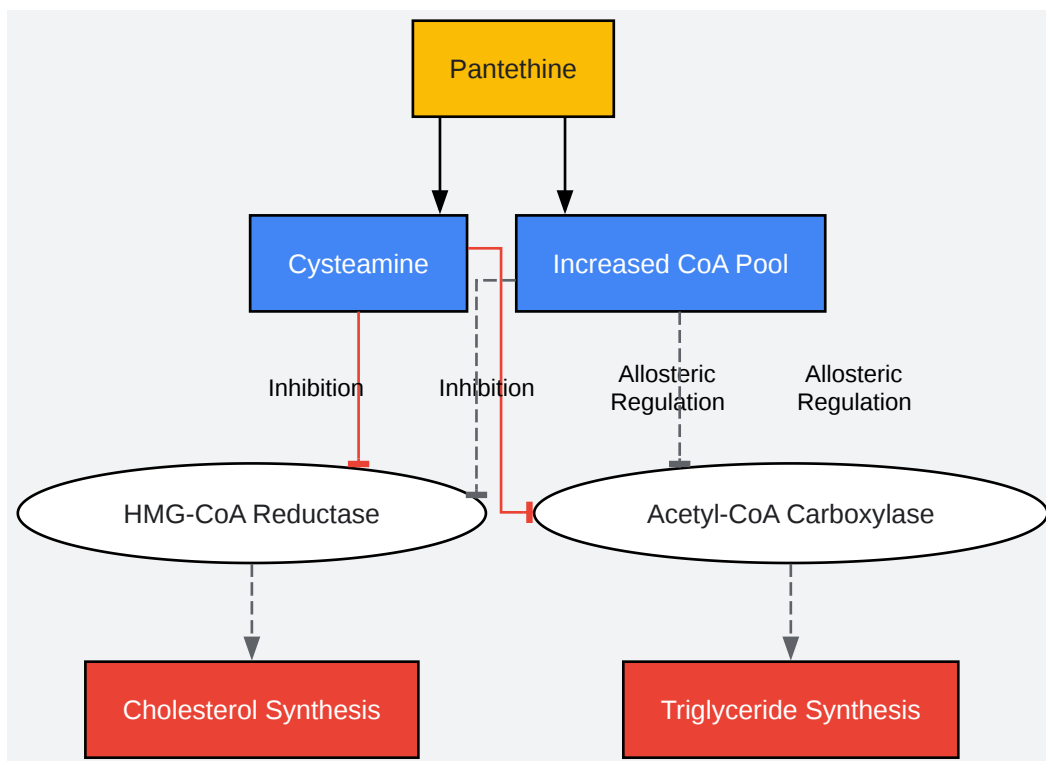 Pantethine
Cysteamine
Increased CoA Pool
Inhibition
Inhibition
Allosteric
Regulation
Allosteric
Regulation
HMG-CoA Reductase
Acetyl-CoA Carboxylase
Cholesterol Synthesis
Triglyceride Synthesis